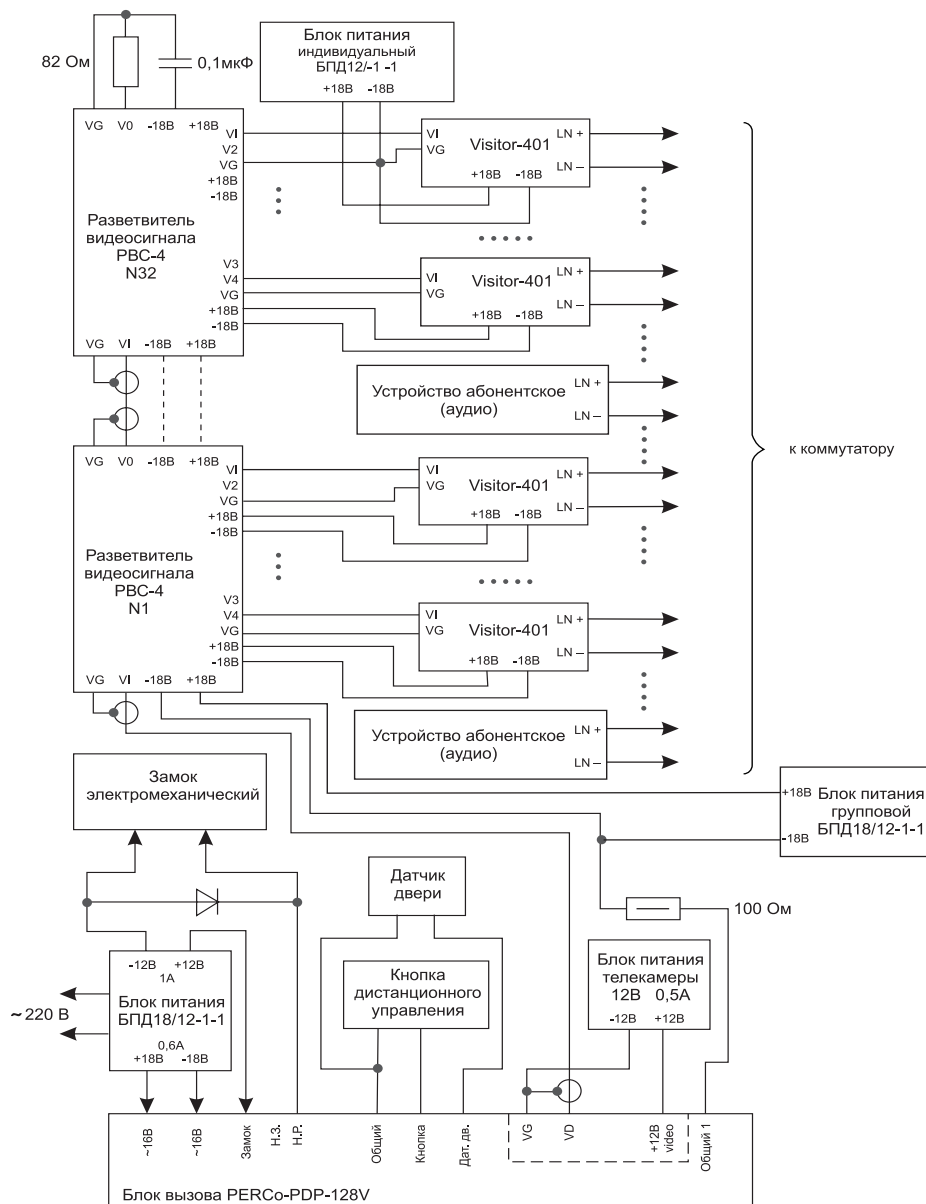 82 Ом
0,1мкФ
Блок питания
индивидуальный
БПД12/-1 -1
+18В -18В
VG V0 -18В +18В
VI
V2
VG
+18В
-18В
Разветвитель
видеосигнала
РВС-4
N32
V3
V4
VG
+18В
-18В
VG VI -18В +18В
VI
VG
Visitor-401
LN +
LN –
+18В -18В
VI
VG
Visitor-401
LN +
LN –
+18В -18В
Устройство абонентское
(аудио)
LN +
LN –
к коммутатору
VG V0 -18В +18В
VI
V2
VG
+18В
-18В
Разветвитель
видеосигнала
РВС-4
N1
V3
V4
VG
+18В
-18В
VG VI -18В +18В
VI
VG
Visitor-401
LN +
LN –
+18В -18В
VI
VG
Visitor-401
LN +
LN –
+18В -18В
Устройство абонентское
(аудио)
LN +
LN –
Замок
электромеханический
+18В
-18В
Блок питания
групповой
БПД18/12-1-1
100 Ом
Датчик
двери
Кнопка
дистанционного
управления
Блок питания
телекамеры
12В 0,5А
-12В +12В
-12В +12В
1А
Блок питания
БПД18/12-1-1
0,6А
+18В -18В
~220 В
~16В
~16В
Замок
Н.З.
Н.Р.
Общий
Кнопка
Дат. дв.
VG
VD
+12В
video
Общий 1
Блок вызова PERCo-PDP-128V